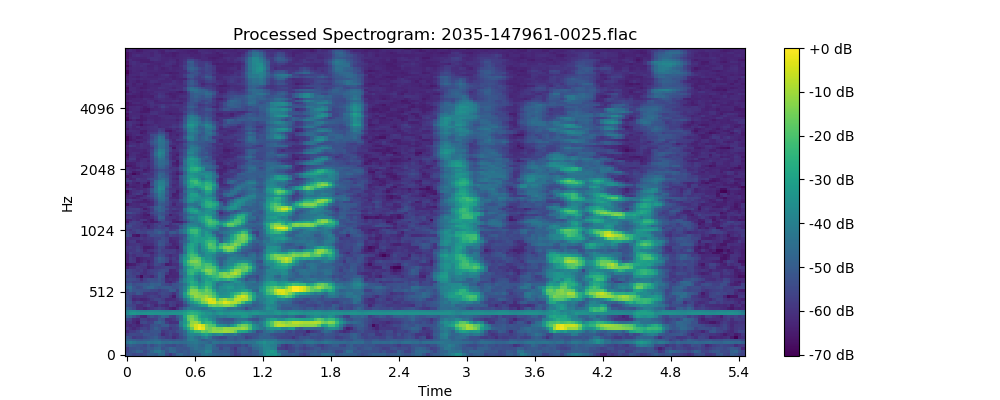 Processed Spectrogram: 2035-147961-0025.flac
Hz
4096
2048
1024
512
0
0 0.6 1.2 1.8 2.4 3 3.6 4.2 4.8 5.4
Time
+0 dB
-10 dB
-20 dB
-30 dB
-40 dB
-50 dB
-60 dB
-70 dB